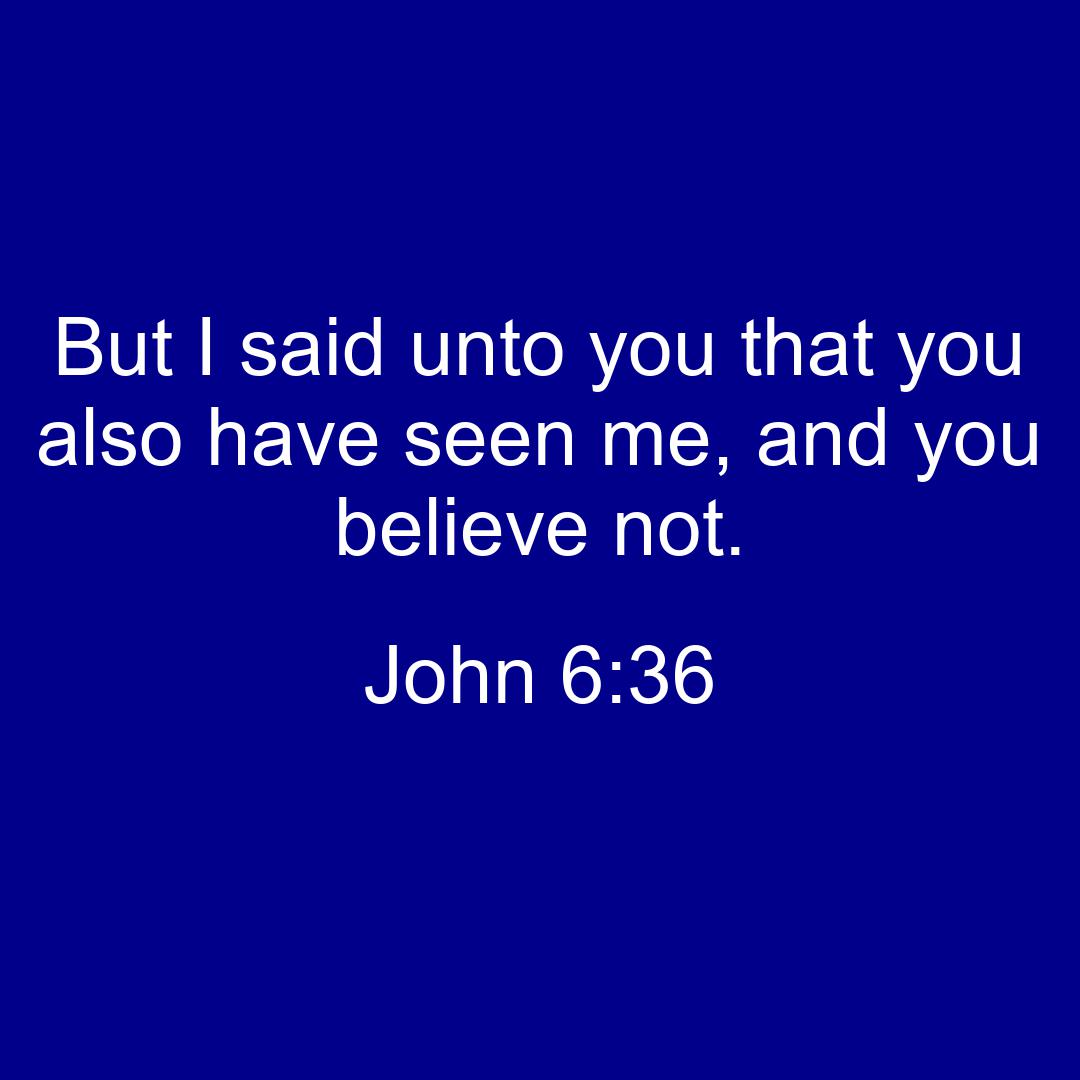 But I said unto you that you
also have seen me, and you
believe not.
John 6:36